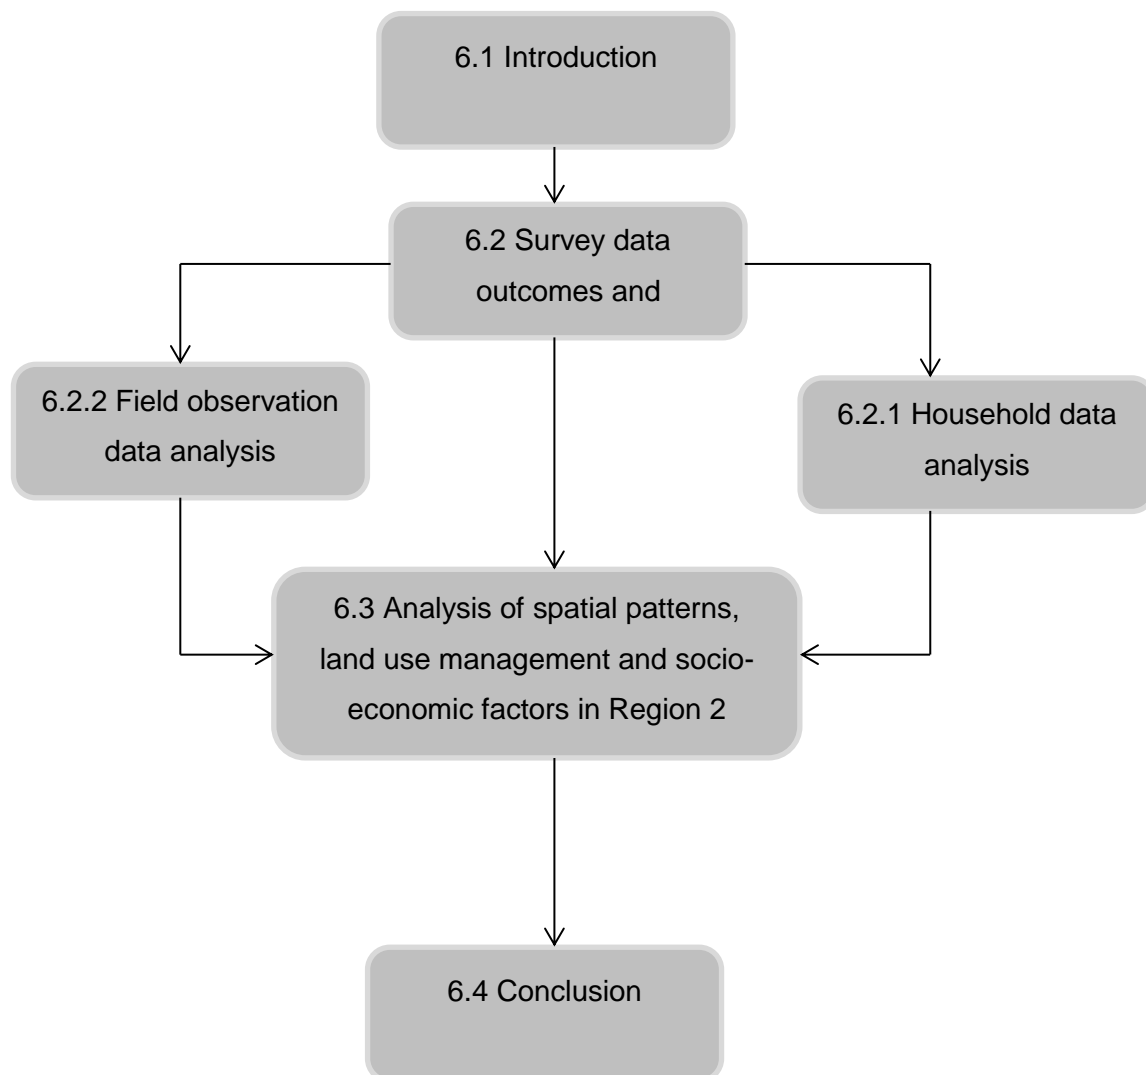 6.1 Introduction
6.2 Survey data
outcomes and
6.2.2 Field observation
data analysis
6.2.1 Household data
analysis
6.3 Analysis of spatial patterns,
land use management and socio-
economic factors in Region 2
6.4 Conclusion